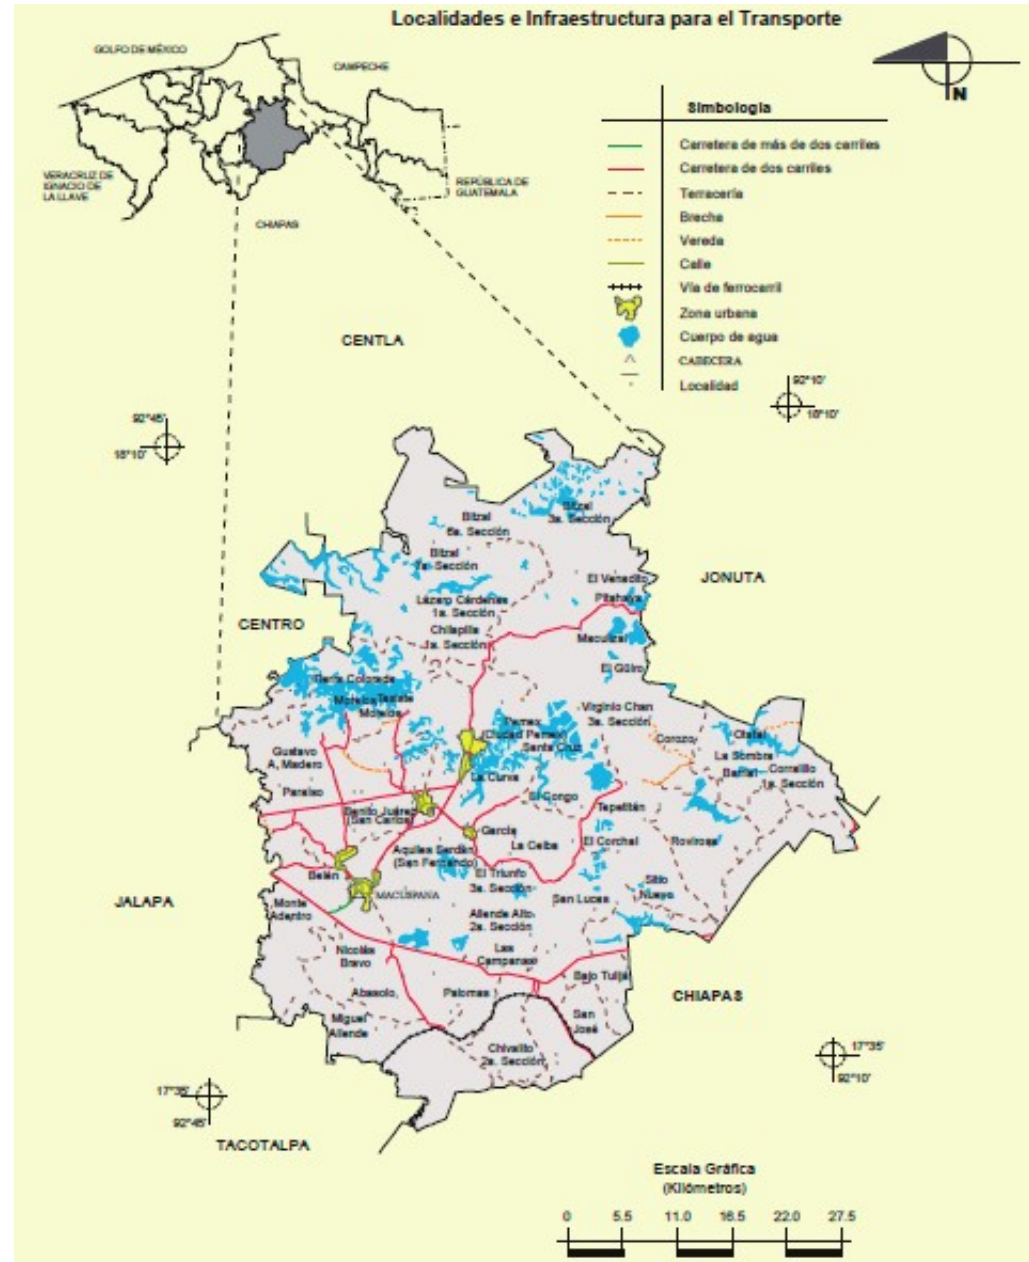 Localidades e Infraestructura para el Transporte
GOLFO DE MÉXICO
CAMPECHE
VERACRUZ DE
IGNACIO DE
LA LLAVE
REPÚBLICA DE
GUATEMALA
CHIAPAS
N
Simbología
Carretera de más de dos carriles
Carretera de dos carriles
Terracería
Brecha
Vereda
Calle
Vía de ferrocarril
Zona urbana
Cuerpo de agua
CABECERA
Localidad
CENTLA
92°45'
18°10'
92°10'
18°10'
Bitzal
3a. Sección
Bitzal
6a. Sección
Bitzal
7a. Sección
El Venadito
Pitahaya
JONUTA
Lázaro Cárdenas
1a. Sección
CENTRO
Chilapilla
1a. Sección
Maculizal
El Güiro
Tierra Colorada
Morelos
Texiste
Morelos
Virginio Chan
3a. Sección
Pemex
(Ciudad Pemex)
Santa Cruz
Corozo
Otatal
La Sombra
Gustavo
A. Madero
La Curva
Corralillo
1a. Sección
Paraíso
El Congo
Tepetitán
Benito Juárez
(San Carlos)
García
La Ceiba
El Corchal
Rovirosa
Aquiles Serdán
(San Fernando)
Belén
El Triunfo
3a. Sección
Sitio
Nuevo
MACUSPANA
San Lucas
JALAPA
Monte
Adentro
Allende Alto
2a. Sección
Nicolás
Bravo
Las
Campanas
Bajo Tulijá
Abasolo
Palomas
CHIAPAS
Miguel
Allende
San
José
Chivalito
2a. Sección
17°35'
92°10'
17°35'
92°45'
TACOTALPA
Escala Gráfica
(Kilómetros)
0 5.5 11.0 16.5 22.0 27.5